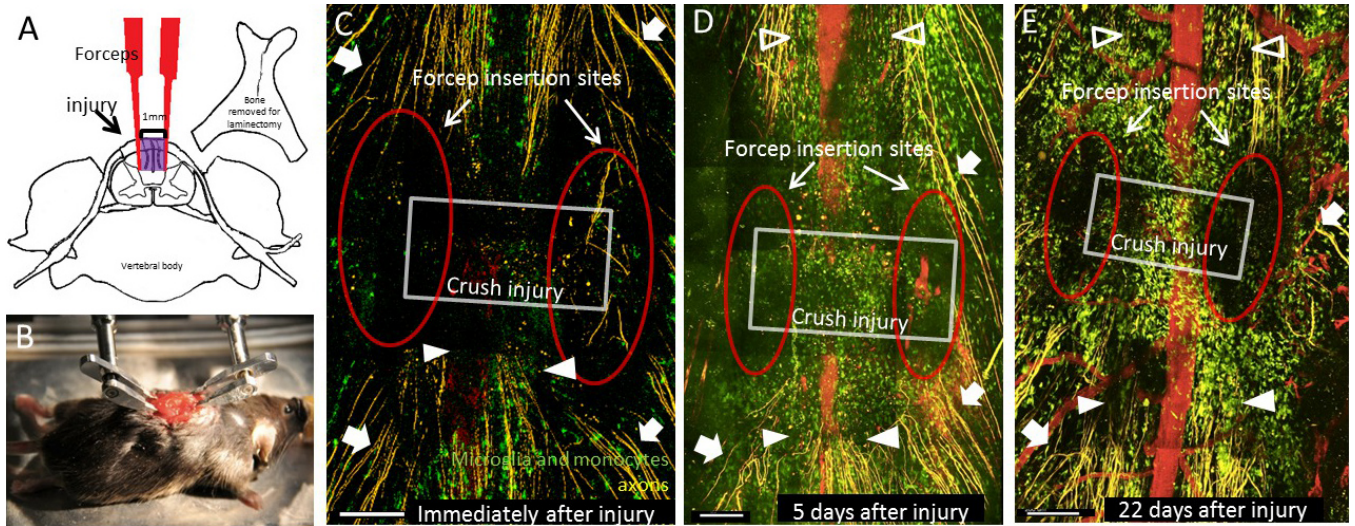 A
Forceps
injury
1mm
Bone
removed for
laminectomy
Vertebral body
B
C
Forcep insertion sites
Crush injury
Microglia and monocytes
axons
Immediately after injury
D
Forcep insertion sites
Crush injury
5 days after injury
E
Forcep insertion sites
Crush injury
22 days after injury